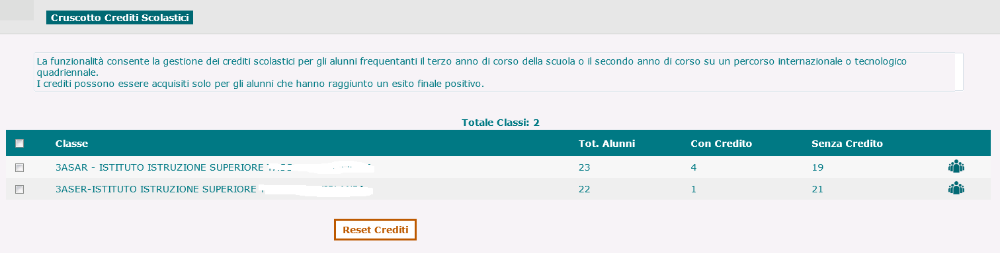 Cruscotto Crediti Scolastici
La funzionalità consente la gestione dei crediti scolastici per gli alunni frequentanti il terzo anno di corso della scuola o il secondo anno di corso su un percorso internazionale o tecnologico
quadriennale.
I crediti possono essere acquisiti solo per gli alunni che hanno raggiunto un esito finale positivo.
Totale Classi: 2
Classe Tot. Alunni Con Credito Senza Credito
3ASAR - ISTITUTO ISTRUZIONE SUPERIORE 23 4 19
3ASER-ISTITUTO ISTRUZIONE SUPERIORE 22 1 21
Reset Crediti